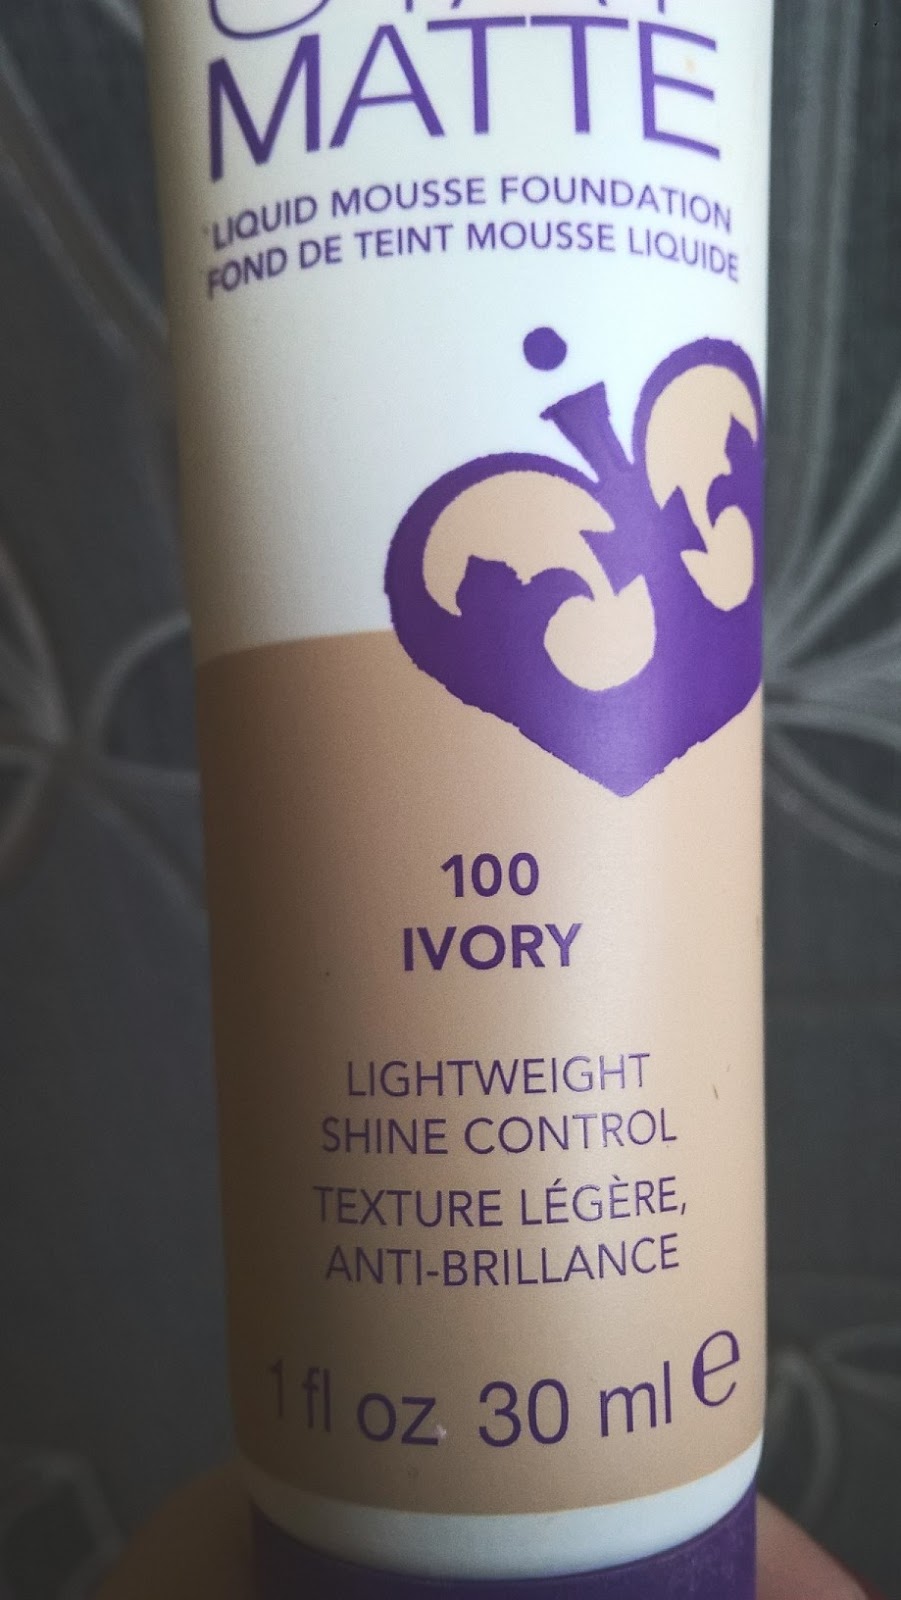 MATTE
LIQUID MOUSSE FOUNDATION
FOND DE TEINT MOUSSE LIQUIDE
100
IVORY
LIGHTWEIGHT
SHINE CONTROL
TEXTURE LÉGÈRE,
ANTI-BRILLANCE
1 fl oz 30 ml e